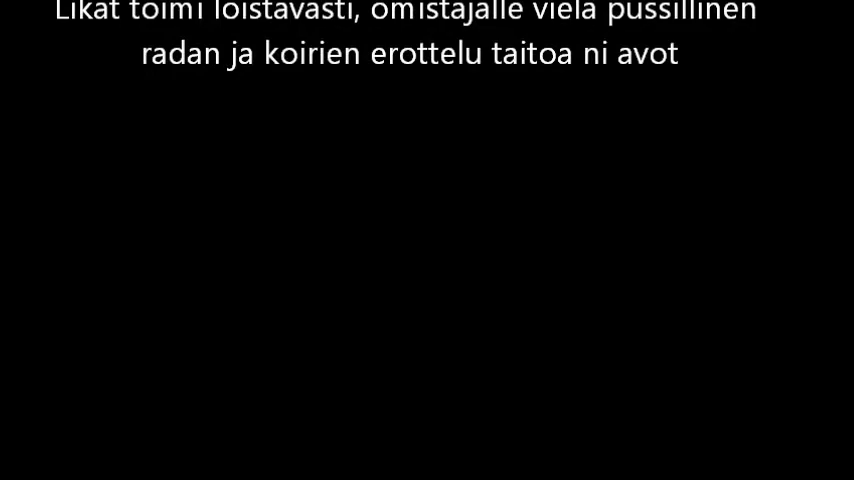 Likat toimi loistavasti, omistajalle vielä pussillinen
radan ja koirien erottelu taitoa ni avot